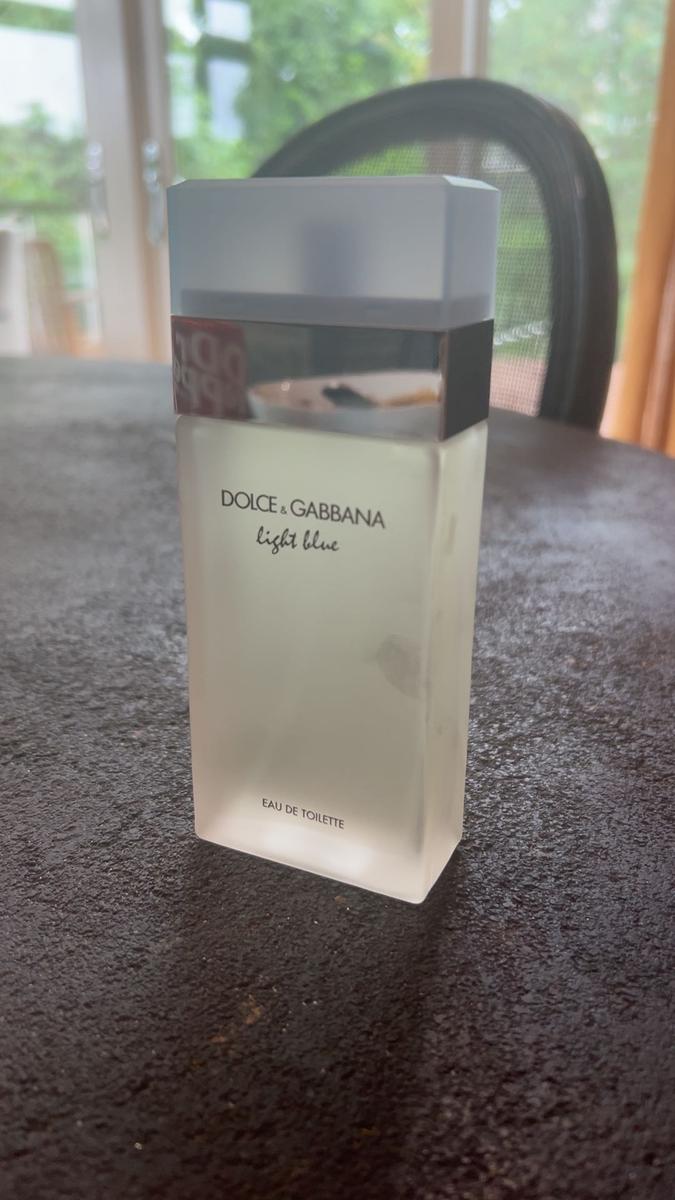 DOLCE & GABBANA
light blue
EAU DE TOILETTE